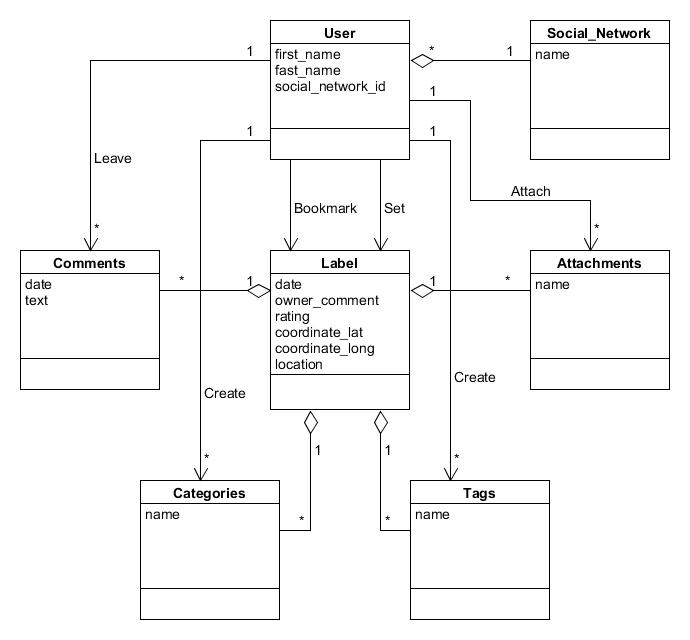 User
first_name
fast_name
social_network_id
Social_Network
name
1
*
1
1
1
1
Leave
Bookmark
Set
Attach
*
*
Comments
date
text
Label
date
owner_comment
rating
coordinate_lat
coordinate_long
location
Attachments
name
*
1
1
*
Create
Create
1
1
*
*
Categories
name
Tags
name
*
*